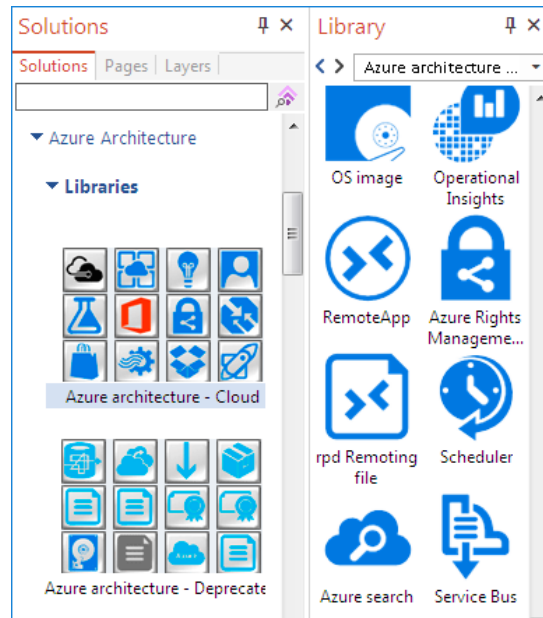 Solutions
Solutions Pages Layers
Azure Architecture
Libraries
Azure architecture - Cloud
Azure architecture - Deprecate
Library
Azure architecture ...
OS image
Operational
Insights
RemoteApp
Azure Rights
Manageme...
rpd Remoting
file
Scheduler
Azure search
Service Bus